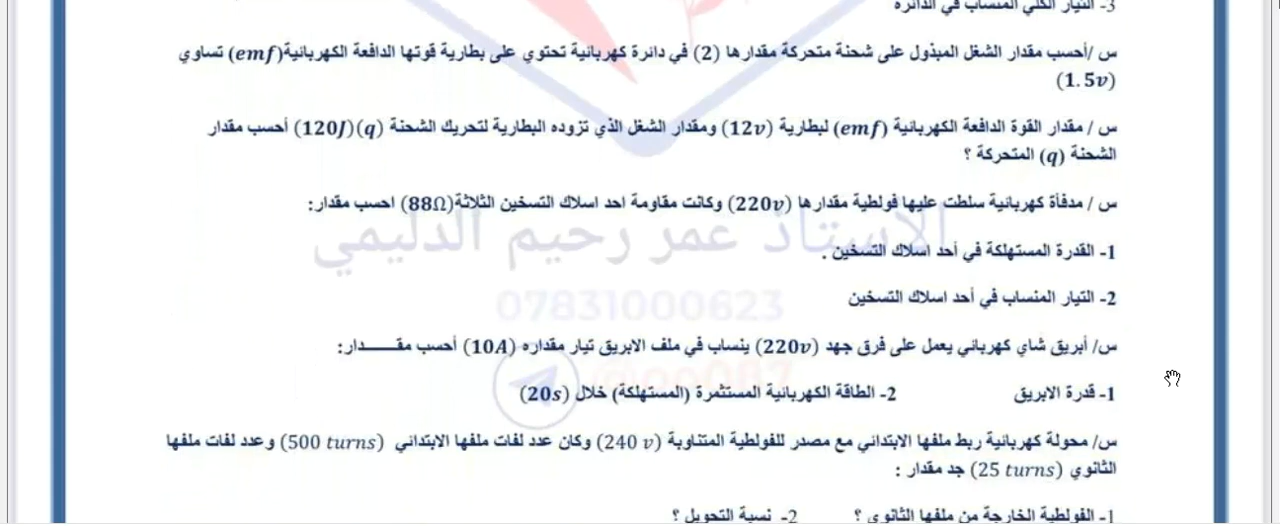 3- التيار الكلي المنساب في الدائرة
س /أحسب مقدار الشغل المبذول على شحنة متحركة مقدارها (2) في دائرة كهربائية تحتوي على بطارية قوتها الدافعة الكهربائية(emf) تساوي
(1.5v)
س / مقدار القوة الدافعة الكهربائية (emf) لبطارية (12v) ومقدار الشغل الذي تزوده البطارية لتحريك الشحنة (q)(120J) أحسب مقدار
الشحنة (q) المتحركة ؟
س / مدفأة كهربائية سلطت عليها فولطية مقدارها (220v) وكانت مقاومة احد اسلاك التسخين الثلاثة(88Ω) احسب مقدار:
الاستاذ عمر رحيم الدليمي
1- القدرة المستهلكة في أحد اسلاك التسخين .
07831000623
2- التيار المنساب في أحد اسلاك التسخين
س/ أبريق شاي كهربائي يعمل على فرق جهد (220v) ينساب في ملف الابريق تيار مقداره (10A) أحسب مقـــــدار:
1- قدرة الابريق 2- الطاقة الكهربائية المستثمرة (المستهلكة) خلال (20s)
س/ محولة كهربائية ربط ملفها الابتدائي مع مصدر للفولطية المتناوبة (240 v) وكان عدد لفات ملفها الابتدائي (500 turns) وعدد لفات ملفها
الثانوي (25 turns) جد مقدار :
1- الفولطية الخارجة من ملفها الثانوي ؟ 2- نسبة التحويل ؟